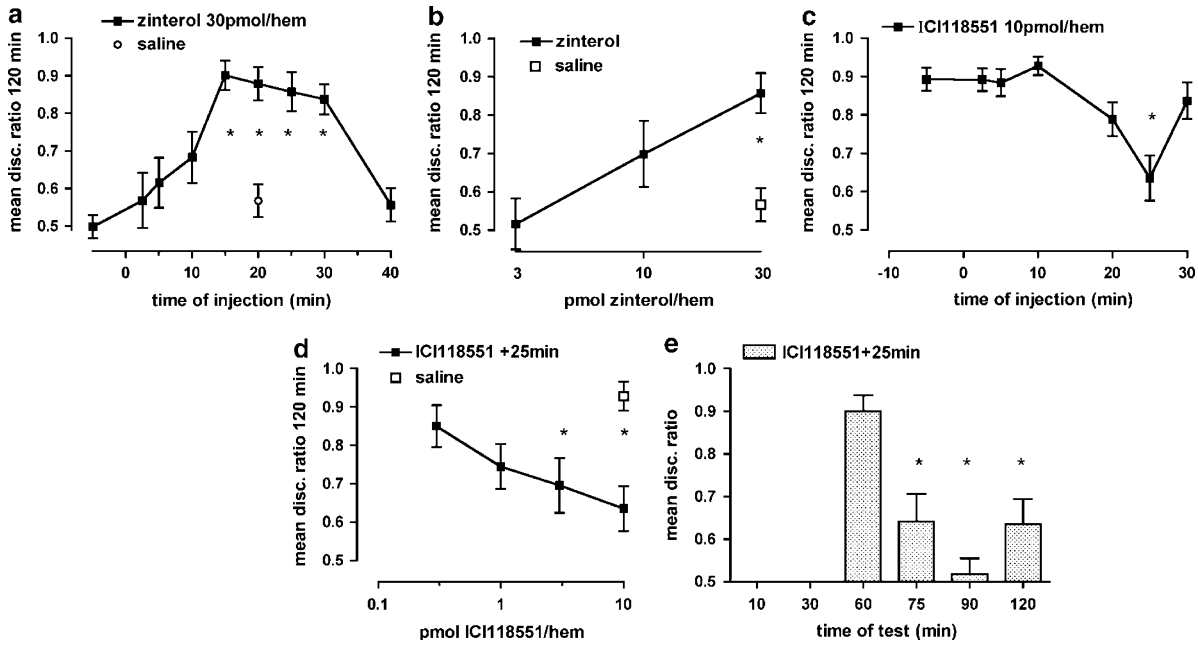 a
zinterol 30pmol/hem
saline
mean disc. ratio 120 min
1.0
0.9
0.8
0.7
0.6
0.5
* * * *
0 10 20 30 40
time of injection (min)
b
zinterol
saline
mean disc. ratio 120 min
1.0
0.9
0.8
0.7
0.6
0.5
*
3 10 30
pmol zinterol/hem
c
ICI118551 10pmol/hem
mean disc. ratio 120 min
1.0
0.9
0.8
0.7
0.6
0.5
*
-10 0 10 20 30
time of injection (min)
d
ICI118551 +25min
saline
mean disc. ratio 120 min
1.0
0.9
0.8
0.7
0.6
0.5
* *
0.1 1 10
pmol ICI118551/hem
e
ICI118551+25min
mean disc. ratio
1.0
0.9
0.8
0.7
0.6
0.5
* * *
10 30 60 75 90 120
time of test (min)